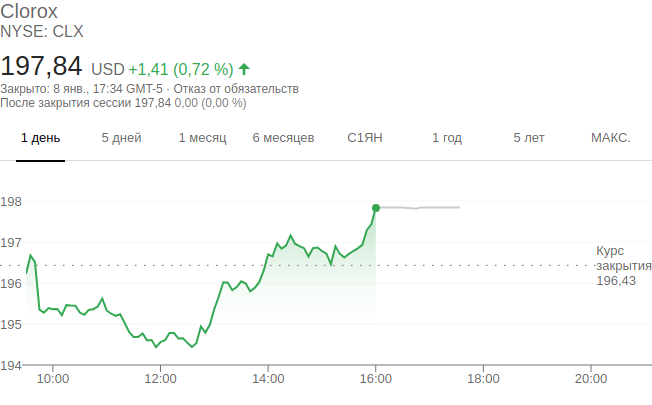 Clorox
NYSE: CLX
197,84 USD +1,41 (0,72 %)
Закрыто: 8 янв., 17:34 GMT-5 · Отказ от обязательств
После закрытия сессии 197,84 0,00 (0,00 %)
1 день 5 дней 1 месяц 6 месяцев С1ЯН 1 год 5 лет МАКС.
198
197
Курс
закрытия
196,43
196
195
194
10:00 12:00 14:00 16:00 18:00 20:00